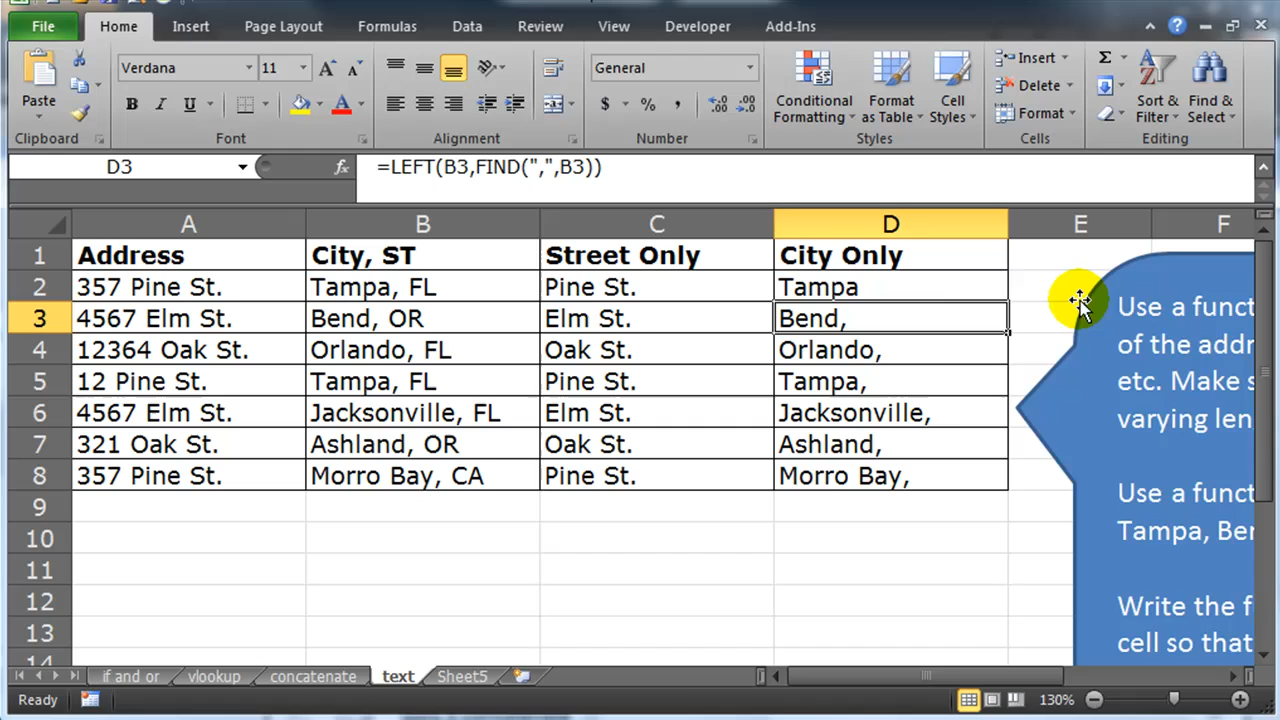 File Home Insert Page Layout Formulas Data Review View Developer Add-Ins
Verdana 11 General
Paste
B I U $ % ,
Conditional Formatting Format as Table Cell Styles
Insert Delete Format
Sort & Filter Find & Select
Clipboard Font Alignment Number Styles Cells Editing
D3 fx =LEFT(B3,FIND(",",B3))
A B C D E F
1 Address City, ST Street Only City Only
2 357 Pine St. Tampa, FL Pine St. Tampa
3 4567 Elm St. Bend, OR Elm St. Bend,
4 12364 Oak St. Orlando, FL Oak St. Orlando,
5 12 Pine St. Tampa, FL Pine St. Tampa,
6 4567 Elm St. Jacksonville, FL Elm St. Jacksonville,
7 321 Oak St. Ashland, OR Oak St. Ashland,
8 357 Pine St. Morro Bay, CA Pine St. Morro Bay,
9
10
11
12
13
14
Use a funct
of the addr
etc. Make s
varying len
Use a funct
Tampa, Ber
Write the f
cell so that
if and or vlookup concatenate text Sheet5
Ready 130%